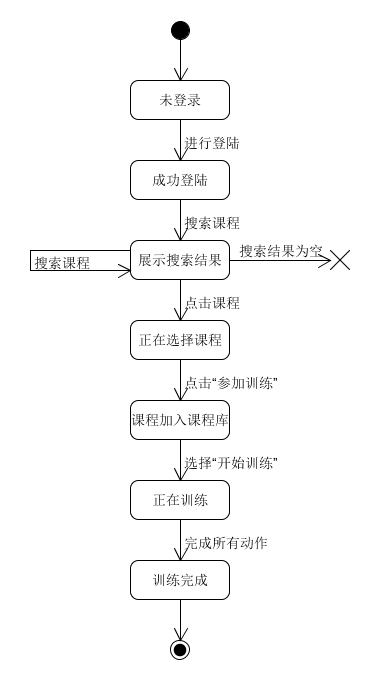 未登录
进行登陆
成功登陆
搜索课程
搜索结果为空
展示搜索结果
搜索课程
点击课程
正在选择课程
点击“参加训练”
课程加入课程库
选择“开始训练”
正在训练
完成所有动作
训练完成